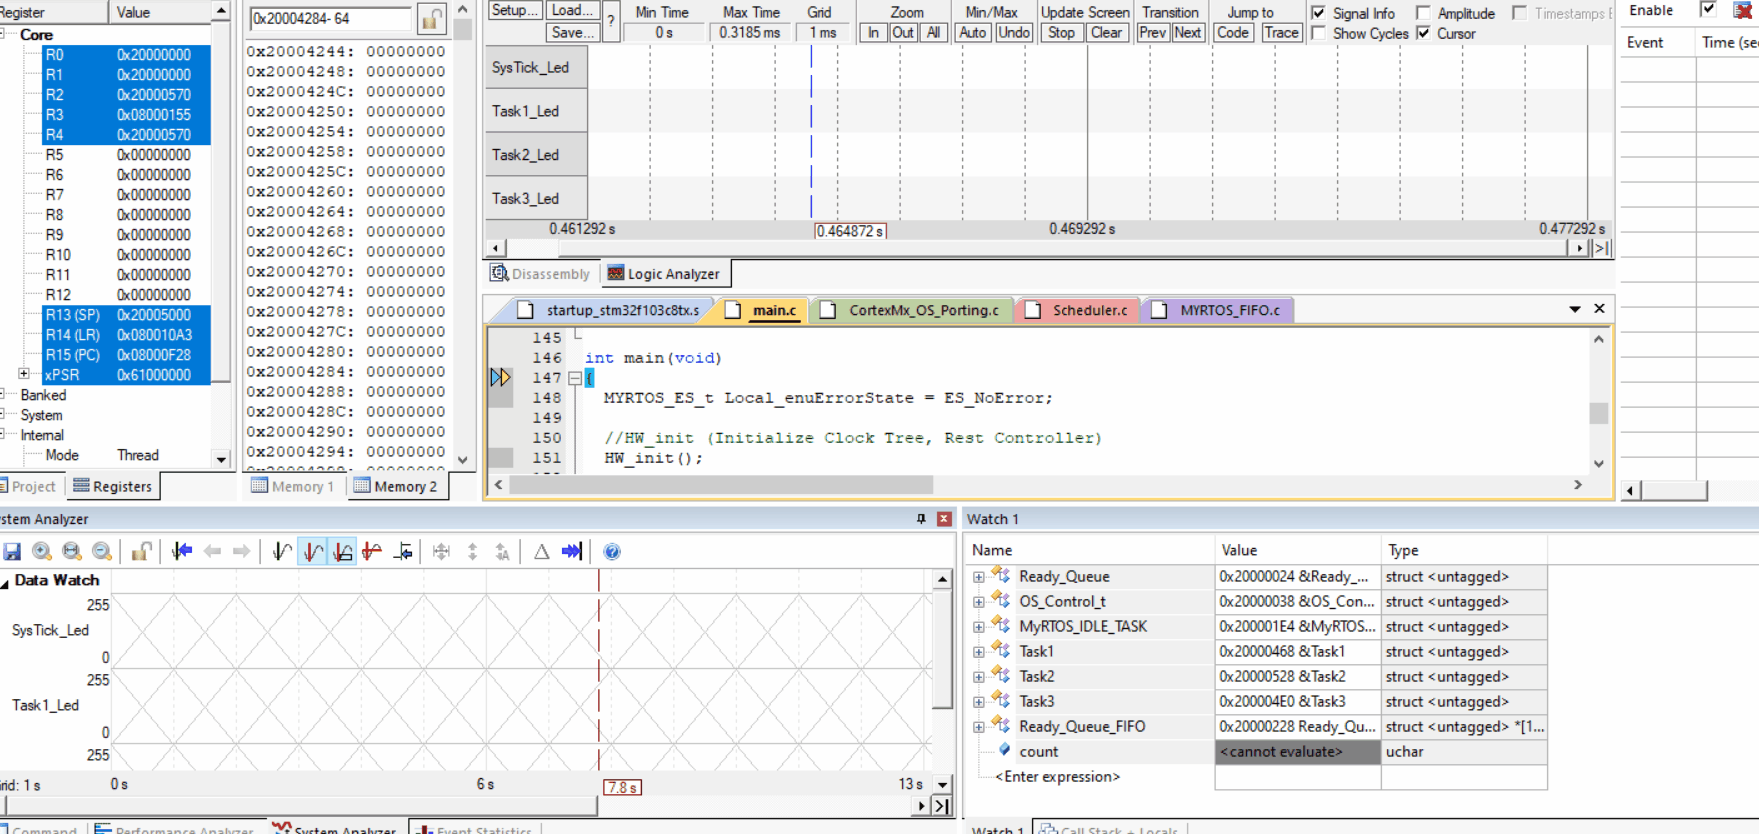 Register Value
Core
R0 0x20000000
R1 0x20000000
R2 0x20000570
R3 0x08000155
R4 0x20000570
R5 0x00000000
R6 0x00000000
R7 0x00000000
R8 0x00000000
R9 0x00000000
R10 0x00000000
R11 0x00000000
R12 0x00000000
R13 (SP) 0x20005000
R14 (LR) 0x080010A3
R15 (PC) 0x08000F28
xPSR 0x61000000
Banked
System
Internal
Mode Thread
Project Registers
0x20004284- 64
0x20004244: 00000000
0x20004248: 00000000
0x2000424C: 00000000
0x20004250: 00000000
0x20004254: 00000000
0x20004258: 00000000
0x2000425C: 00000000
0x20004260: 00000000
0x20004264: 00000000
0x20004268: 00000000
0x2000426C: 00000000
0x20004270: 00000000
0x20004274: 00000000
0x20004278: 00000000
0x2000427C: 00000000
0x20004280: 00000000
0x20004284: 00000000
0x20004288: 00000000
0x2000428C: 00000000
0x20004290: 00000000
0x20004294: 00000000
Memory 1 Memory 2
Setup... Load... ? Min Time Max Time Grid Zoom Min/Max Update Screen Transition Jump to Signal Info Amplitude Timestamps E
Save... 0 s 0.3185 ms 1 ms In Out All Auto Undo Stop Clear Prev Next Code Trace Show Cycles Cursor
SysTick_Led
Task1_Led
Task2_Led
Task3_Led
0.461292 s 0.464872 s 0.469292 s 0.477292 s
Disassembly Logic Analyzer
startup_stm32f103c8tx.s main.c CortexMx_OS_Porting.c Scheduler.c MYRTOS_FIFO.c
145
146 int main(void)
147 {
148 MYRTOS_ES_t Local_enuErrorState = ES_NoError;
149
150 //HW_init (Initialize Clock Tree, Rest Controller)
151 HW_init();
Enable
Event Time (sec
stem Analyzer
Data Watch
255
SysTick_Led
0
255
Task1_Led
0
255
rid: 1 s 0 s 6 s 7.8 s 13 s
Command Performance Analyzer System Analyzer Event Statistics
Watch 1
Name Value Type
Ready_Queue 0x20000024 &Ready_... struct <untagged>
OS_Control_t 0x20000038 &OS_Con... struct <untagged>
MyRTOS_IDLE_TASK 0x200001E4 &MyRTOS... struct <untagged>
Task1 0x20000468 &Task1 struct <untagged>
Task2 0x20000528 &Task2 struct <untagged>
Task3 0x200004E0 &Task3 struct <untagged>
Ready_Queue_FIFO 0x20000228 Ready_Qu... struct <untagged> *[1...
count <cannot evaluate> uchar
<Enter expression>
Watch 1 Call Stack + Locals